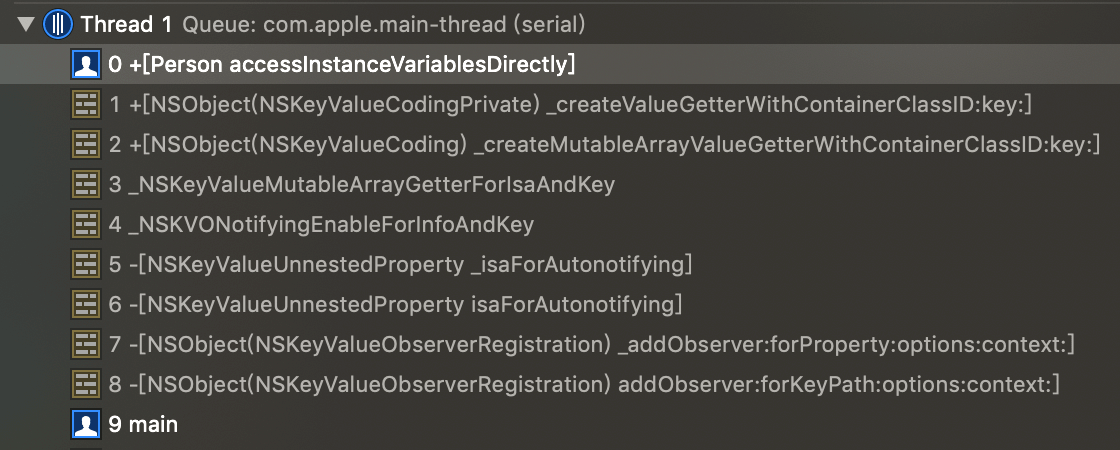 Thread 1 Queue: com.apple.main-thread (serial)
0 +[Person accessInstanceVariablesDirectly]
1 +[NSObject(NSKeyValueCodingPrivate) _createValueGetterWithContainerClassID:key:]
2 +[NSObject(NSKeyValueCoding) _createMutableArrayValueGetterWithContainerClassID:key:]
3 _NSKeyValueMutableArrayGetterForIsaAndKey
4 _NSKVONotifyingEnableForInfoAndKey
5 -[NSKeyValueUnnestedProperty _isaForAutonotifying]
6 -[NSKeyValueUnnestedProperty isaForAutonotifying]
7 -[NSObject(NSKeyValueObserverRegistration) _addObserver:forProperty:options:context:]
8 -[NSObject(NSKeyValueObserverRegistration) addObserver:forKeyPath:options:context:]
9 main